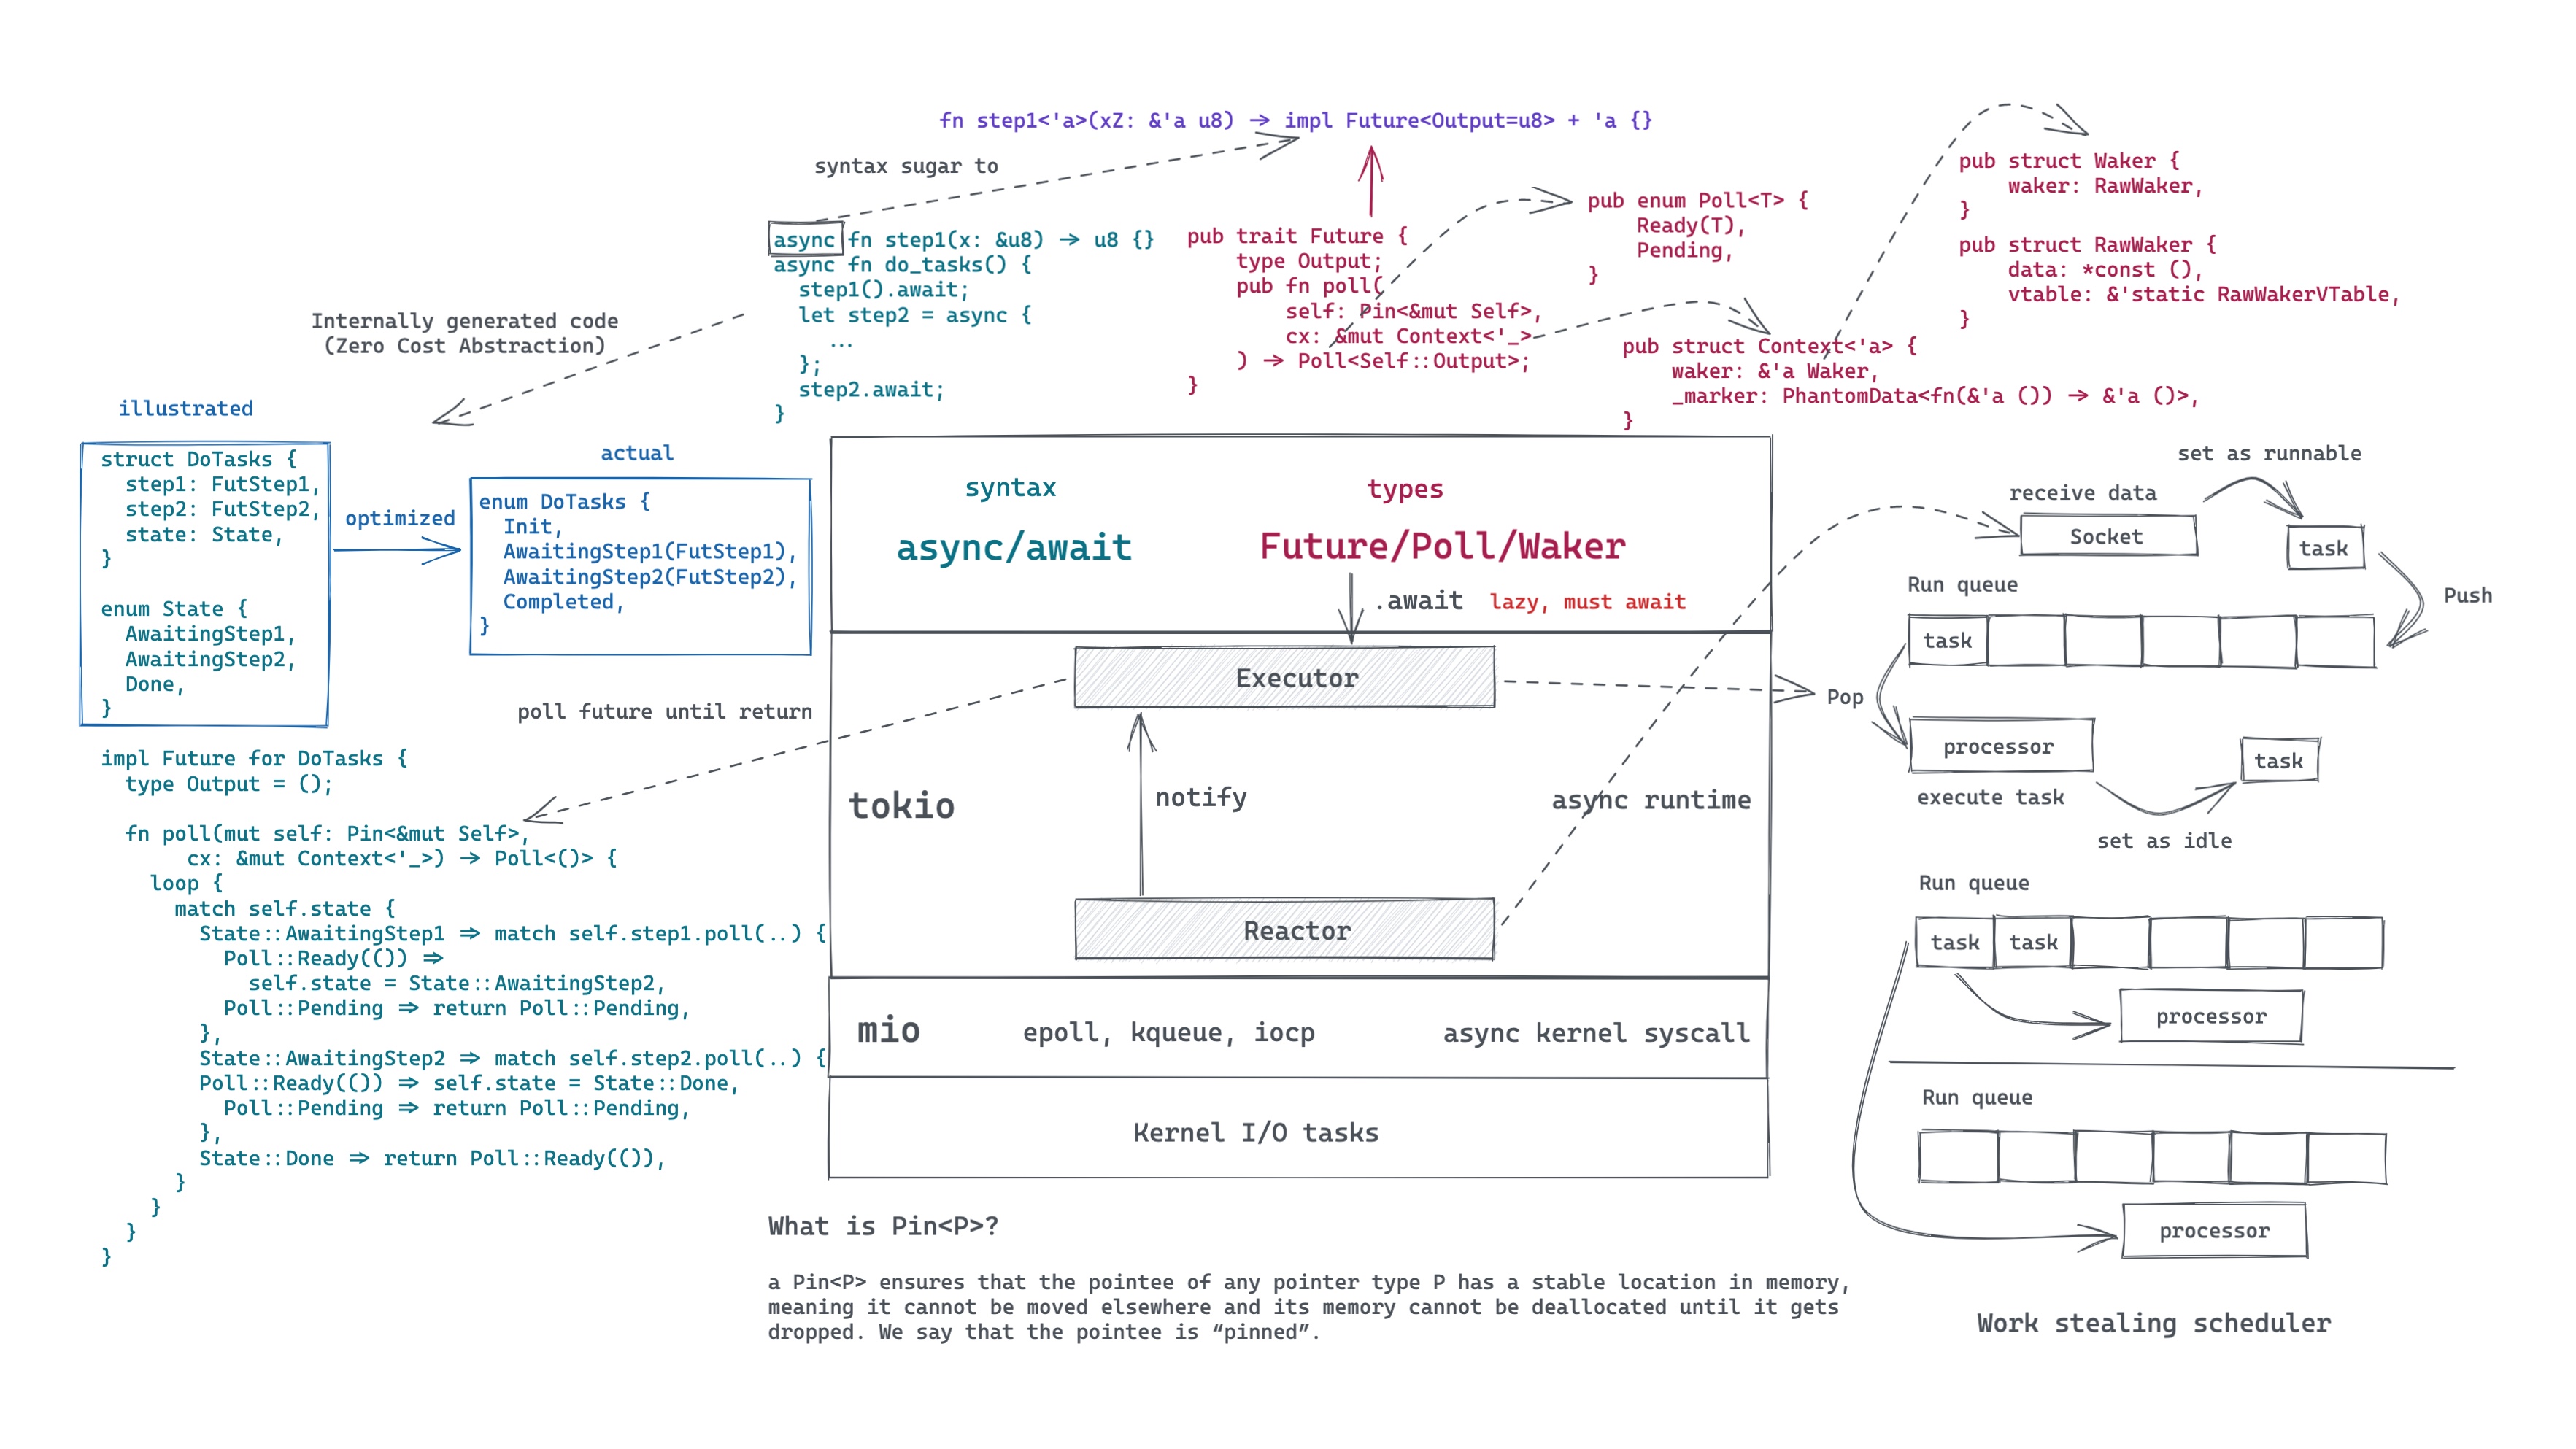 fn step1<'a>(xZ: &'a u8) → impl Future<Output=u8> + 'a {}
syntax sugar to
async fn step1(x: &u8) → u8 {}
async fn do_tasks() {
  step1().await;
  let step2 = async {
    ...
  };
  step2.await;
}
pub trait Future {
    type Output;
    pub fn poll(
        self: Pin<&mut Self>,
        cx: &mut Context<'_>
    ) → Poll<Self::Output>;
}
pub enum Poll<T> {
    Ready(T),
    Pending,
}
pub struct Waker {
    waker: RawWaker,
}
pub struct RawWaker {
    data: *const (),
    vtable: &'static RawWakerVTable,
}
pub struct Context<'a> {
    waker: &'a Waker,
    _marker: PhantomData<fn(&'a ()) → &'a ()>,
}
Internally generated code
(Zero Cost Abstraction)
illustrated
struct DoTasks {
  step1: FutStep1,
  step2: FutStep2,
  state: State,
}
enum State {
  AwaitingStep1,
  AwaitingStep2,
  Done,
}
optimized
actual
enum DoTasks {
  Init,
  AwaitingStep1(FutStep1),
  AwaitingStep2(FutStep2),
  Completed,
}
poll future until return
impl Future for DoTasks {
  type Output = ();
  fn poll(mut self: Pin<&mut Self>,
       cx: &mut Context<'_>) → Poll<()> {
    loop {
      match self.state {
        State::AwaitingStep1 ⇒ match self.step1.poll(..) {
          Poll::Ready(()) ⇒
            self.state = State::AwaitingStep2,
          Poll::Pending ⇒ return Poll::Pending,
        },
        State::AwaitingStep2 ⇒ match self.step2.poll(..) {
        Poll::Ready(()) ⇒ self.state = State::Done,
          Poll::Pending ⇒ return Poll::Pending,
        },
        State::Done ⇒ return Poll::Ready(()),
      }
    }
  }
}
syntax
types
async/await
Future/Poll/Waker
.await
lazy, must await
Executor
tokio
notify
async runtime
Reactor
mio
epoll, kqueue, iocp
async kernel syscall
Kernel I/O tasks
What is Pin<P>?
a Pin<P> ensures that the pointee of any pointer type P has a stable location in memory,
meaning it cannot be moved elsewhere and its memory cannot be deallocated until it gets
dropped. We say that the pointee is “pinned”.
set as runnable
receive data
Socket
task
Run queue
Push
task
Pop
processor
task
execute task
set as idle
Run queue
task
task
processor
Run queue
processor
Work stealing scheduler